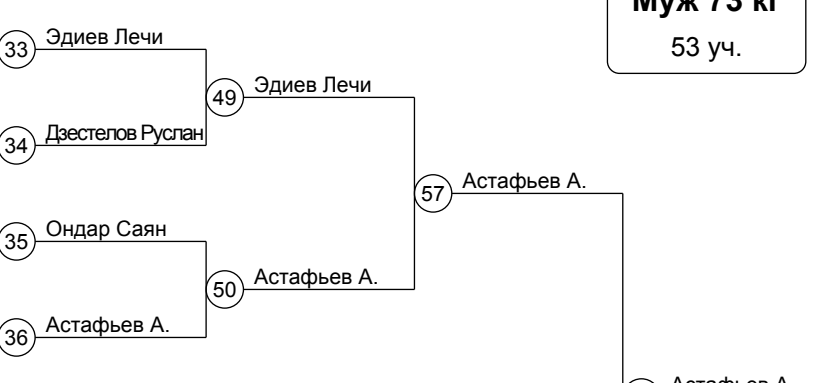 Муж 73 кг
53 уч.
33 Эдиев Лечи
49 Эдиев Лечи
34 Дзестелов Руслан
57 Астафьев А.
35 Ондар Саян
50 Астафьев А.
36 Астафьев А.
Астафьев А.